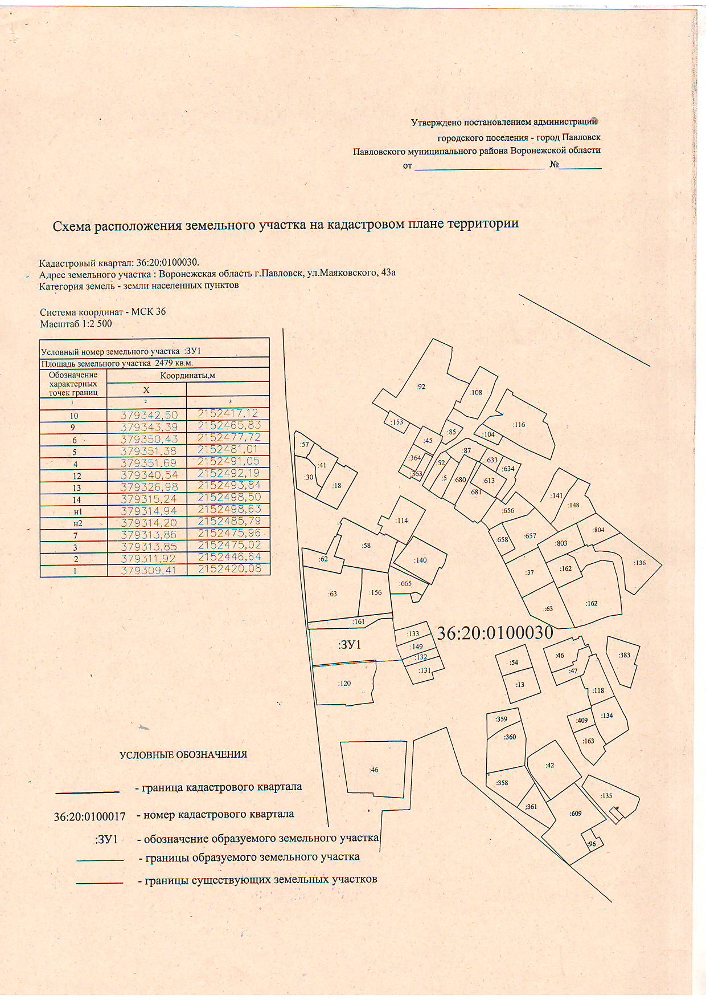 Утверждено постановлением администрации
городского поселения - город Павловск
Павловского муниципального района Воронежской области
от ____________ №________
Схема расположения земельного участка на кадастровом плане территории
Кадастровый квартал: 36:20:0100030.
Адрес земельного участка : Воронежская область г.Павловск, ул.Маяковского, 43а
Категория земель - земли населенных пунктов
Система координат - МСК 36
Масштаб 1:2 500
Условный номер земельного участка :ЗУ1
Площадь земельного участка 2479 кв.м.
Обозначение характерных точек границ
Координаты,м
X
1 2 3
10 379342,50 2152417,12
9 379343,39 2152465,83
6 379350,43 2152477,72
5 379351,38 2152481,01
4 379351,69 2152491,05
12 379340,54 2152492,19
13 379326,98 2152493,84
14 379315,24 2152498,50
н1 379314,94 2152498,63
н2 379314,20 2152485,79
7 379313,86 2152475,96
3 379313,85 2152475,02
2 379311,92 2152446,64
1 379309,41 2152420,08
:92
:108
:116
:153
:85
:104
:45
:57
:87
:364
:633
:52
:41
:634
:363
:30
:5
:680
:613
:18
:681
:141
:148
:656
:114
:804
:657
:658
:58
:803
:62
:140
:136
:162
:37
:665
:63
:156
:162
:63
:161
:133
36:20:0100030
:ЗУ1
:149
:132
:46
:383
:54
:131
:47
:120
:13
:118
:134
:359
:409
:360
:163
:42
:46
:358
:135
:361
:609
:96
УСЛОВНЫЕ ОБОЗНАЧЕНИЯ
- граница кадастрового квартала
36:20:0100017 - номер кадастрового квартала
:ЗУ1 - обозначение образуемого земельного участка
- границы образуемого земельного участка
- границы существующих земельных участков